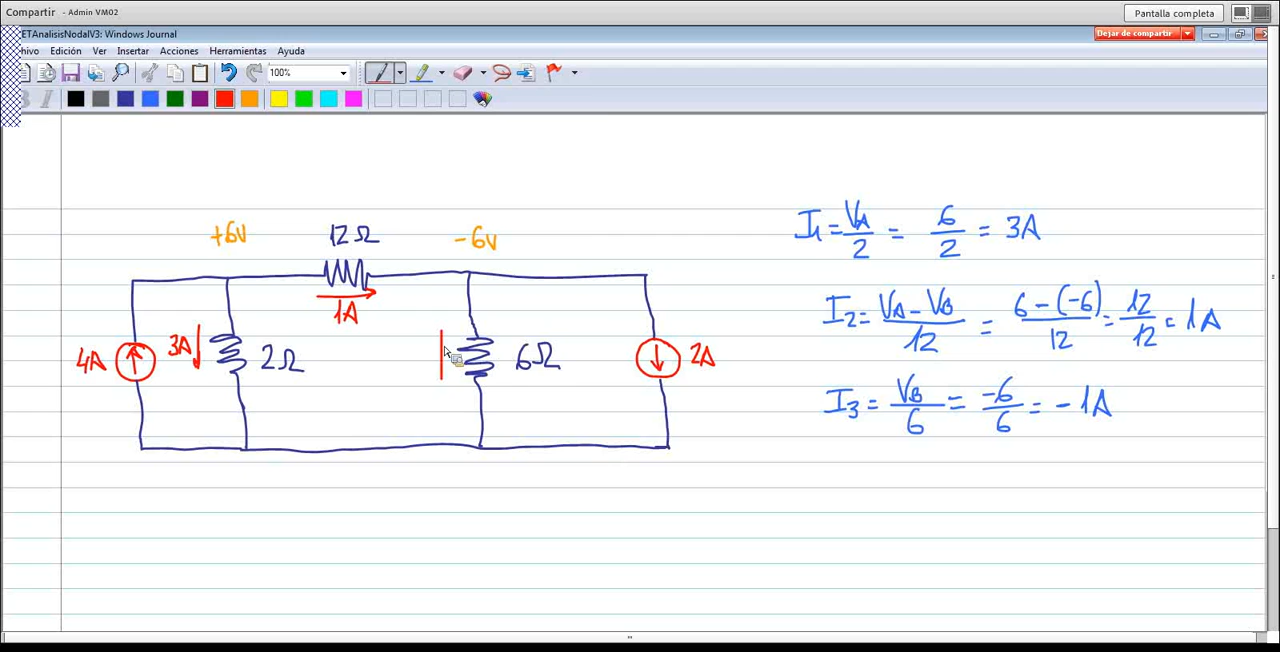 Compartir - Admin VM02
Pantalla completa
ETAnalisisNodalV3: Windows Journal
Dejar de compartir
hivo Edición Ver Insertar Acciones Herramientas Ayuda
100%
+6V
12Ω
-6V
1A
4A
3A
2Ω
6Ω
2A
I1 = VA/2 = 6/2 = 3A
I2 = VA - VB/12 = 6 - (-6)/12 = 12/12 = 1A
I3 = VB/6 = -6/6 = -1A